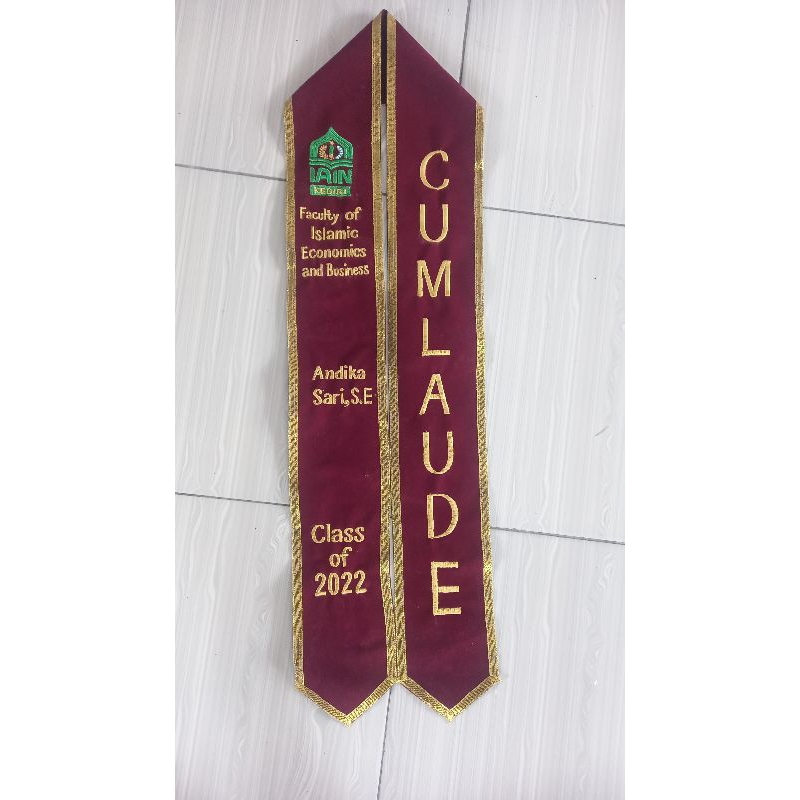 IAIN
Faculty of
Islamic
Economics
and Business
Andika
Sari,S.E
Class
of
2022
CUMLAUDE